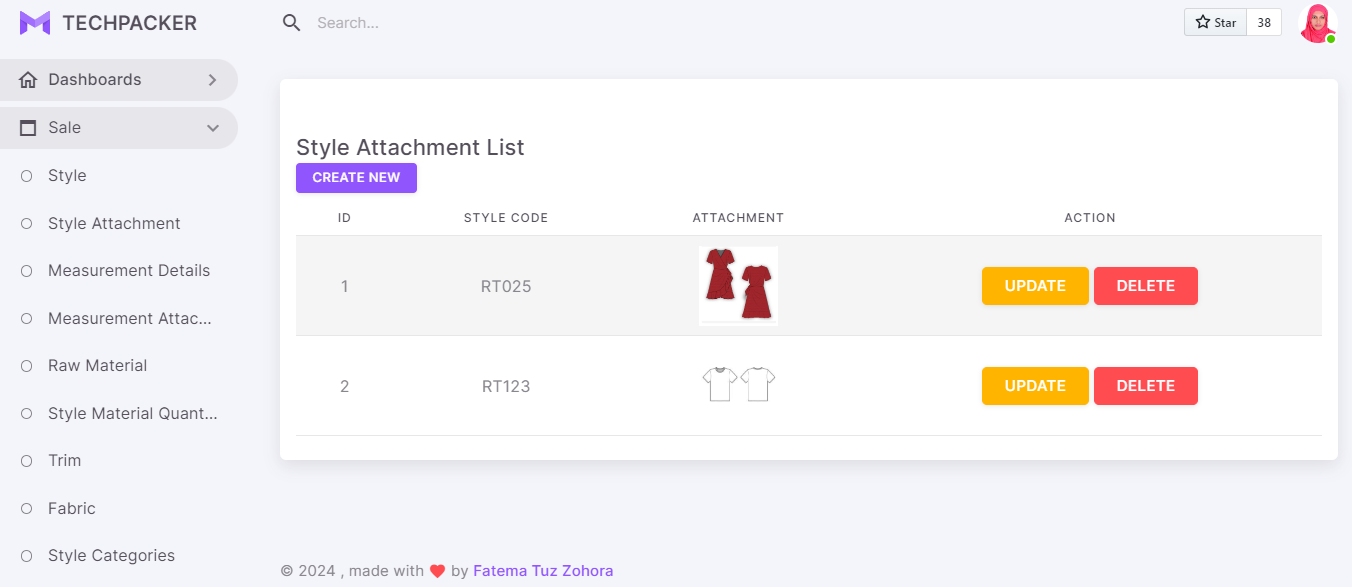 TECHPACKER
Search...
Star 38
Dashboards
Sale
Style
Style Attachment
Measurement Details
Measurement Attac...
Raw Material
Style Material Quant...
Trim
Fabric
Style Categories
Style Attachment List
CREATE NEW
ID STYLE CODE ATTACHMENT ACTION
1 RT025 UPDATE DELETE
2 RT123 UPDATE DELETE
© 2024 , made with ❤️ by Fatema Tuz Zohora